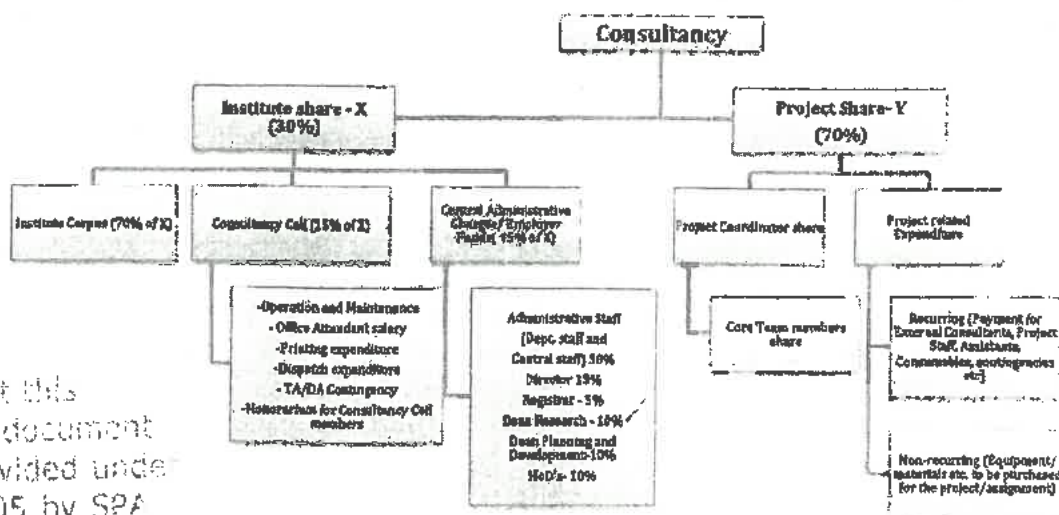 Consultancy
Institute share - X
(30%)
Project Share- Y
(70%)
Institute Corpus (70% of X)
Consultancy Cell (15% of X)
Central Administrative
Charges/ Employer
(15% of X)
Project Coordinator share
Project related
Expenditure
-Operation and Maintenance
- Office Attendant salary
-Printing expenditure
-Dispatch expenditure
- TA/DA Contingency
-Honorarium for Consultancy Cell
members
Administrative Staff
(Dept. staff and
Central staff)
Director
Registrar - 5%
Dean Research - 10%
Dean Planning and
Development-10%
HoD's- 10%
Core Team members
share
Recurring (Payment for
External Consultants, Project
Staff, Assistants,
Consumables, contingencies
etc)
Non-recurring (Equipment/
materials etc. to be purchased
for the project/assignment)
t this
document
vided under
05 by SPA